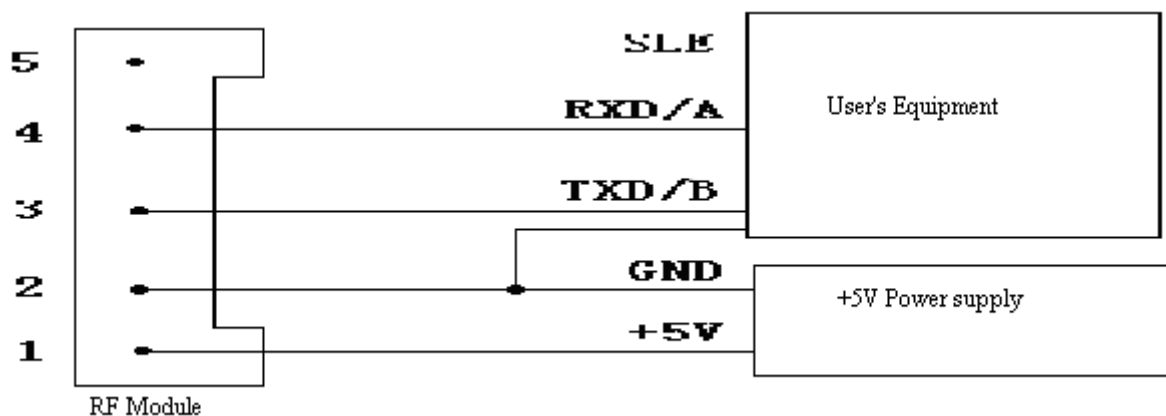 5
SLE
4
RXD/A
User's Equipment
3
TXD/B
2
GND
+5V Power supply
1
+5V
RF Module